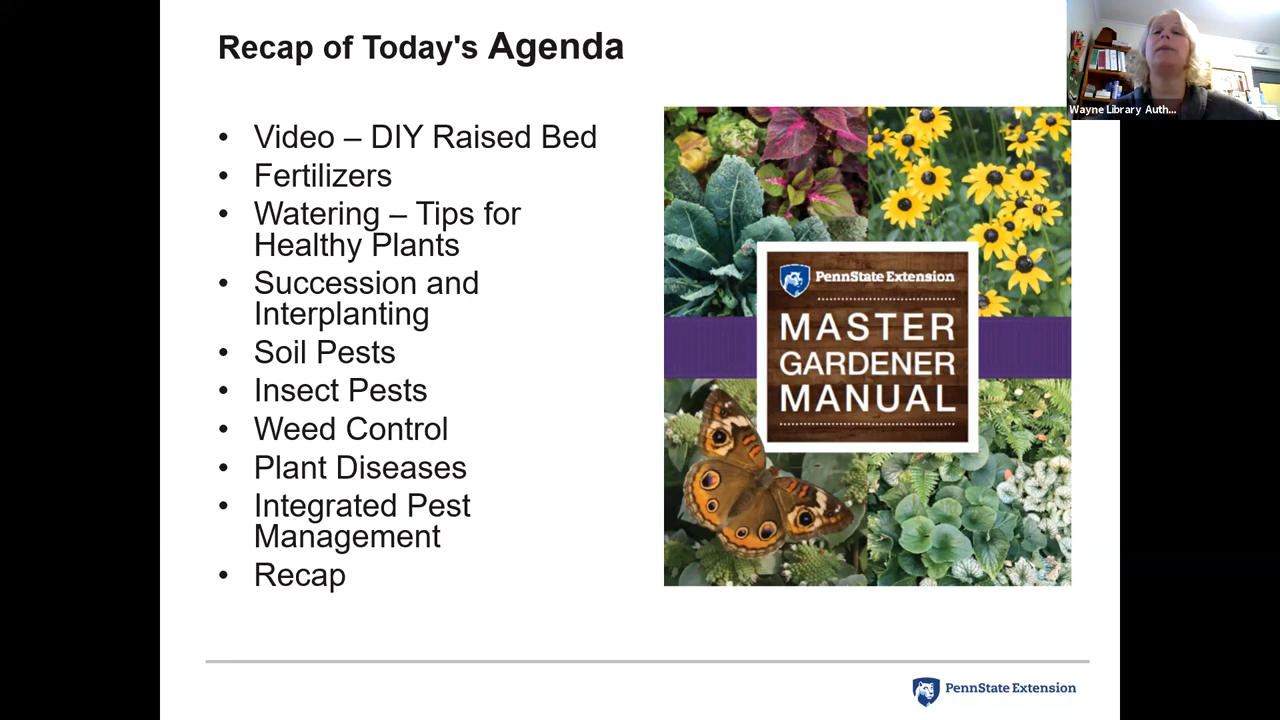 Recap of Today's Agenda
Wayne Library Auth...
• Video – DIY Raised Bed
• Fertilizers
• Watering – Tips for
Healthy Plants
• Succession and
Interplanting
• Soil Pests
• Insect Pests
• Weed Control
• Plant Diseases
• Integrated Pest
Management
• Recap
PennState Extension
MASTER
GARDENER
MANUAL
PennState Extension